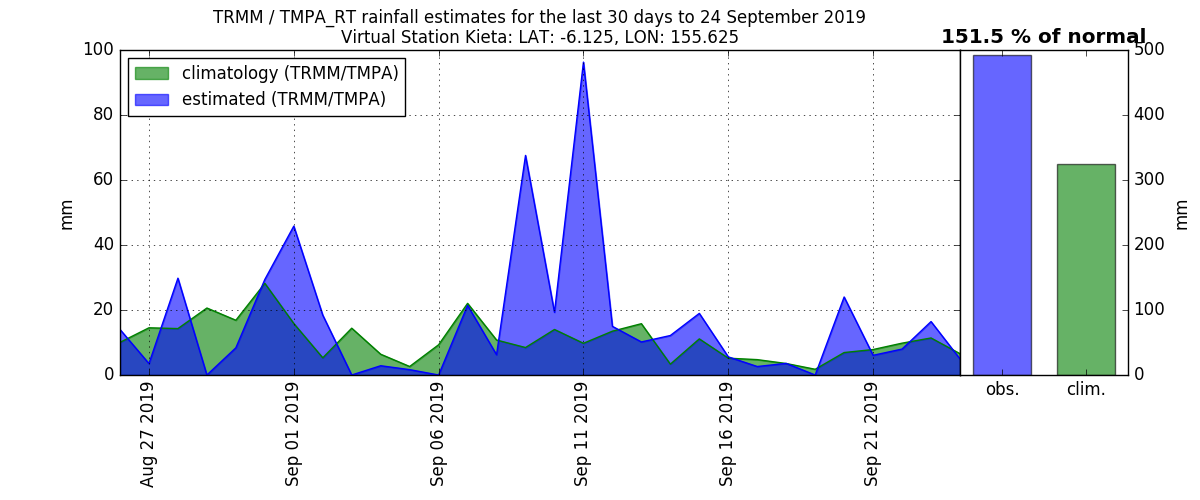 TRMM / TMPA_RT rainfall estimates for the last 30 days to 24 September 2019
Virtual Station Kieta: LAT: -6.125, LON: 155.625
151.5 % of normal
climatology (TRMM/TMPA)
estimated (TRMM/TMPA)
100
80
60
40
20
0
mm
Aug 27 2019
Sep 01 2019
Sep 06 2019
Sep 11 2019
Sep 16 2019
Sep 21 2019
500
400
300
200
100
0
mm
obs.
clim.